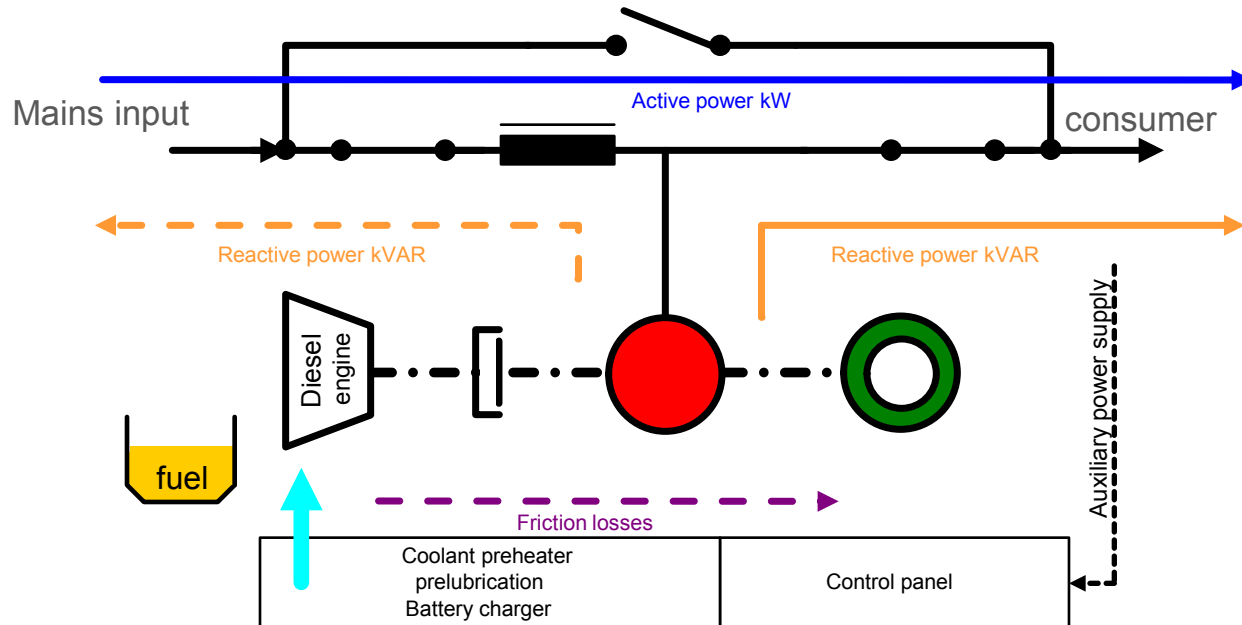 Active power kW
Mains input
consumer
Reactive power kVAR
Reactive power kVAR
Diesel
engine
Auxiliary power supply
fuel
Friction losses
Coolant preheater
prelubrication
Battery charger
Control panel